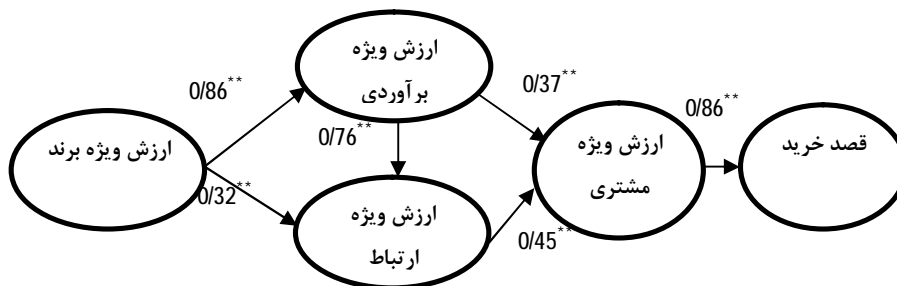 ارزش ویژه
برآوردی
0/86**
0/37**
0/76**
0/86**
ارزش ویژه برند
ارزش ویژه
مشتری
قصد خرید
0/32**
ارزش ویژه
ارتباط
0/45**